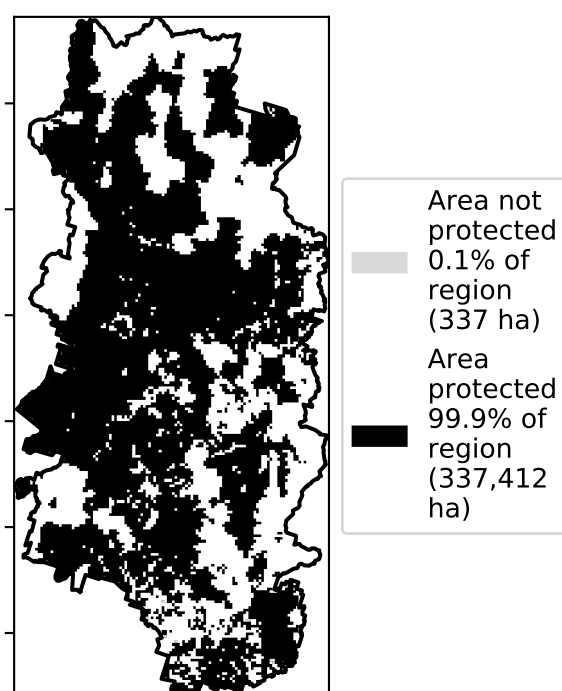 Area not
protected
0.1% of
region
(337 ha)
Area
protected
99.9% of
region
(337,412
ha)